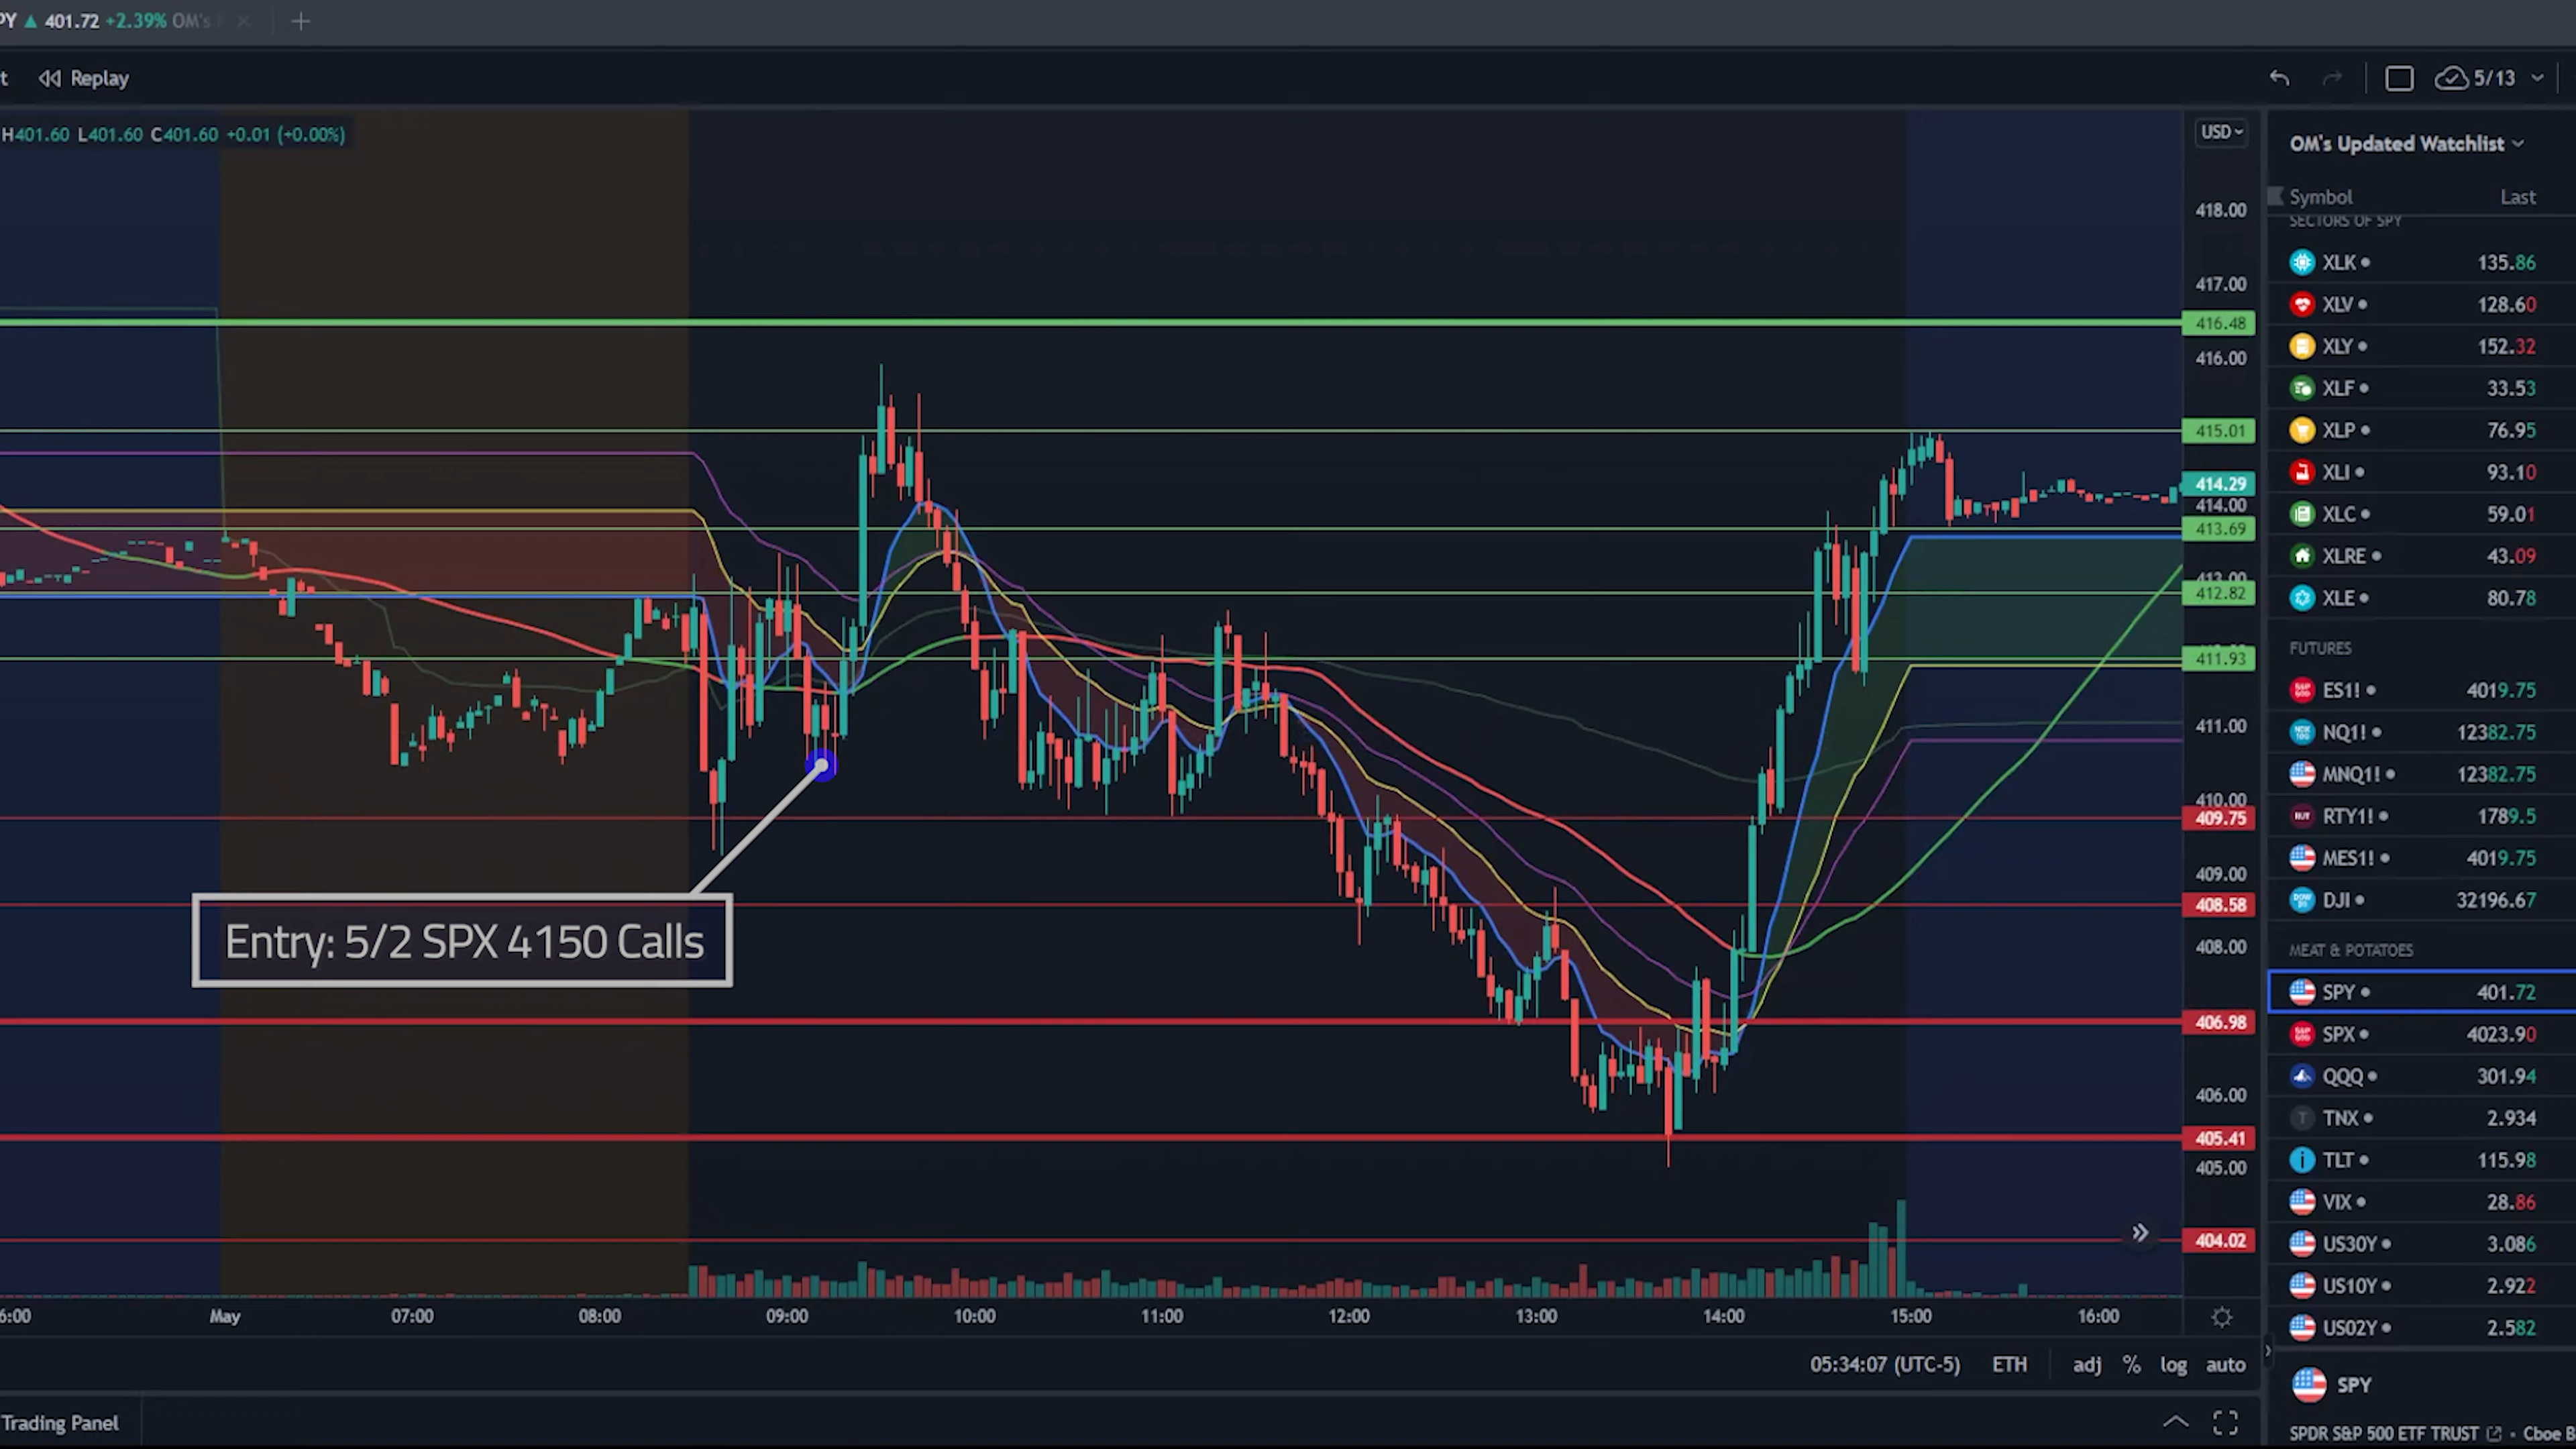 PY ▲ 401.72 +2.39% OM's
Replay
5/13
H401.60 L401.60 C401.60 +0.01 (+0.00%)
USD
418.00
417.00
416.48
416.00
415.01
414.29
414.00
413.69
413.00
412.82
411.93
411.00
410.00
409.75
409.00
408.58
408.00
406.98
406.00
405.41
405.00
404.02
Entry: 5/2 SPX 4150 Calls
6:00 May 07:00 08:00 09:00 10:00 11:00 12:00 13:00 14:00 15:00 16:00
05:34:07 (UTC-5) ETH adj % log auto
Trading Panel
OM's Updated Watchlist
Symbol Last
SECTORS OF SPY
XLK 135.86
XLV 128.60
XLY 152.32
XLF 33.53
XLP 76.95
XLI 93.10
XLC 59.01
XLRE 43.09
XLE 80.78
FUTURES
ES1! 4019.75
NQ1! 12382.75
MNQ1! 12382.75
RTY1! 1789.5
MES1! 4019.75
DJI 32196.67
MEAT & POTATOES
SPY 401.72
SPX 4023.90
QQQ 301.94
TNX 2.934
TLT 115.98
VIX 28.86
US30Y 3.086
US10Y 2.922
US02Y 2.582
SPY
SPDR S&P 500 ETF TRUST • Cboe B